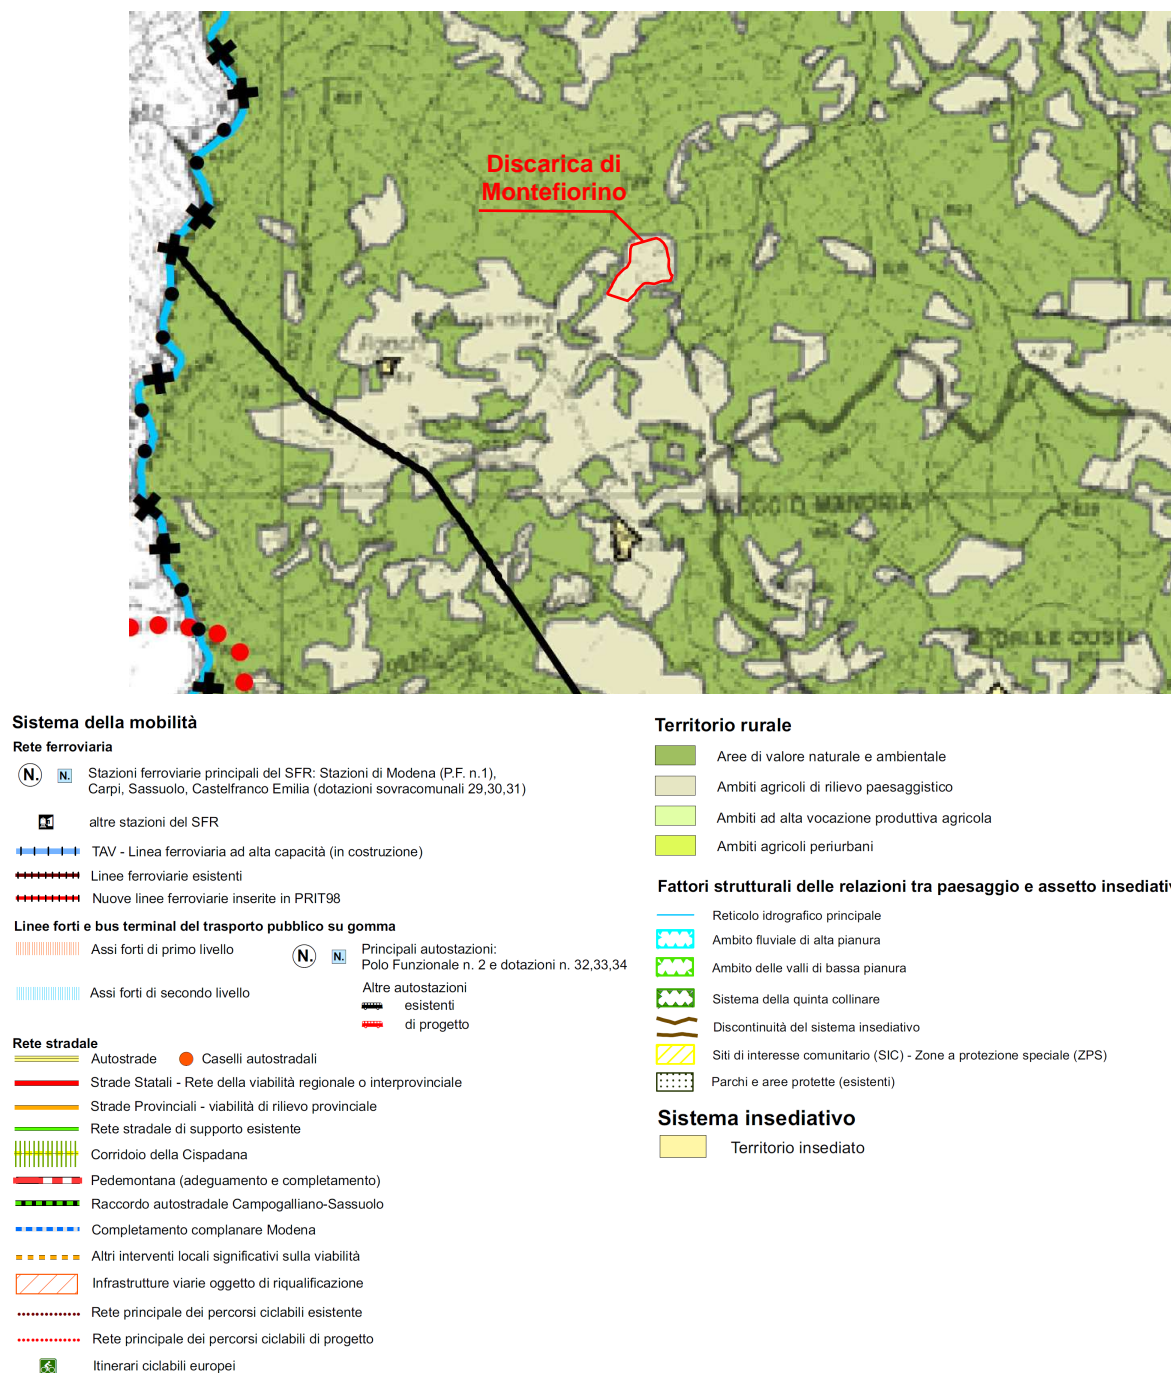 Discarica di
Montefiorino
Sistema della mobilità
Rete ferroviaria
N.
N.
Stazioni ferroviarie principali del SFR: Stazioni di Modena (P.F. n.1),
Carpi, Sassuolo, Castelfranco Emilia (dotazioni sovracomunali 29,30,31)
altre stazioni del SFR
TAV - Linea ferroviaria ad alta capacità (in costruzione)
Linee ferroviarie esistenti
Nuove linee ferroviarie inserite in PRIT98
Linee forti e bus terminal del trasporto pubblico su gomma
Assi forti di primo livello
N.
N.
Principali autostazioni:
Polo Funzionale n. 2 e dotazioni n. 32,33,34
Assi forti di secondo livello
Altre autostazioni
esistenti
di progetto
Rete stradale
Autostrade
Caselli autostradali
Strade Statali - Rete della viabilità regionale o interprovinciale
Strade Provinciali - viabilità di rilievo provinciale
Rete stradale di supporto esistente
Corridoio della Cispadana
Pedemontana (adeguamento e completamento)
Raccordo autostradale Campogalliano-Sassuolo
Completamento complanare Modena
Altri interventi locali significativi sulla viabilità
Infrastrutture viarie oggetto di riqualificazione
Rete principale dei percorsi ciclabili esistente
Rete principale dei percorsi ciclabili di progetto
Itinerari ciclabili europei
Territorio rurale
Aree di valore naturale e ambientale
Ambiti agricoli di rilievo paesaggistico
Ambiti ad alta vocazione produttiva agricola
Ambiti agricoli periurbani
Fattori strutturali delle relazioni tra paesaggio e assetto insediativ
Reticolo idrografico principale
Ambito fluviale di alta pianura
Ambito delle valli di bassa pianura
Sistema della quinta collinare
Discontinuità del sistema insediativo
Siti di interesse comunitario (SIC) - Zone a protezione speciale (ZPS)
Parchi e aree protette (esistenti)
Sistema insediativo
Territorio insediato